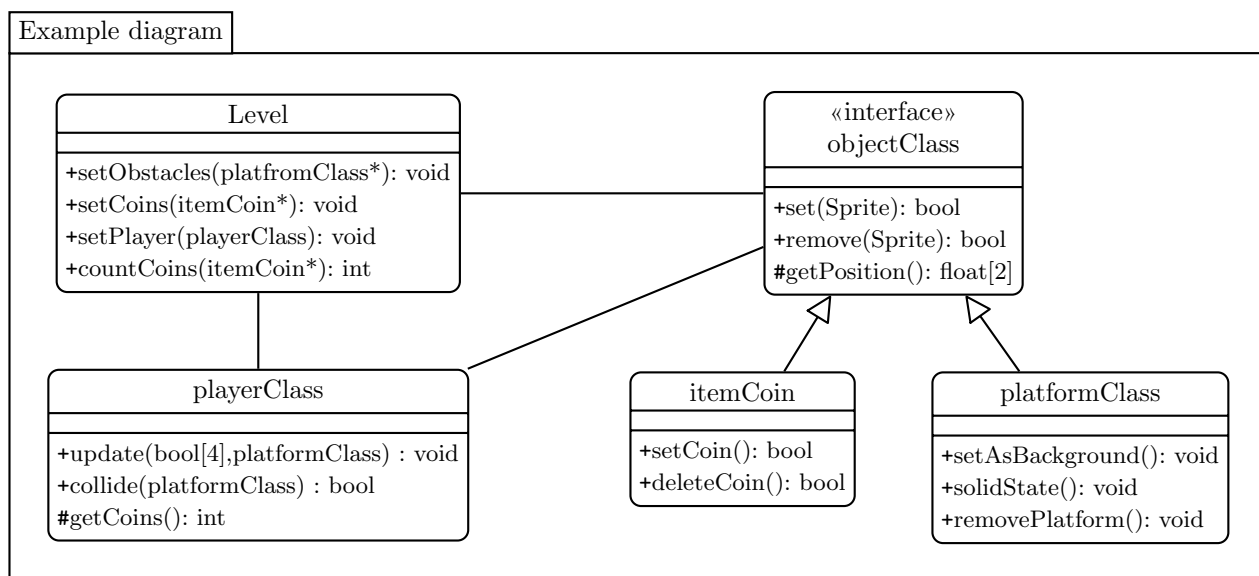 Example diagram
Level
+setObstacles(platfromClass*): void
+setCoins(itemCoin*): void
+setPlayer(playerClass): void
+countCoins(itemCoin*): int
«interface»
objectClass
+set(Sprite): bool
+remove(Sprite): bool
#getPosition(): float[2]
playerClass
+update(bool[4],platformClass) : void
+collide(platformClass) : bool
#getCoins(): int
itemCoin
+setCoin(): bool
+deleteCoin(): bool
platformClass
+setAsBackground(): void
+solidState(): void
+removePlatform(): void